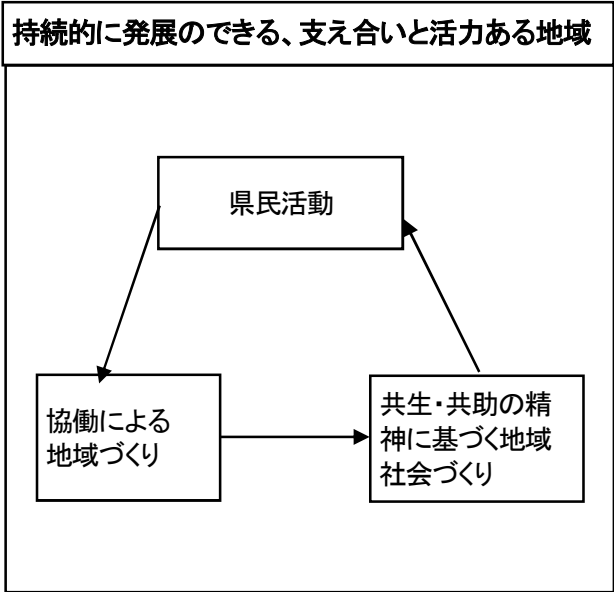 持続的に発展のできる、支え合いと活力ある地域
県民活動
協働による
地域づくり
共生・共助の精
神に基づく地域
社会づくり